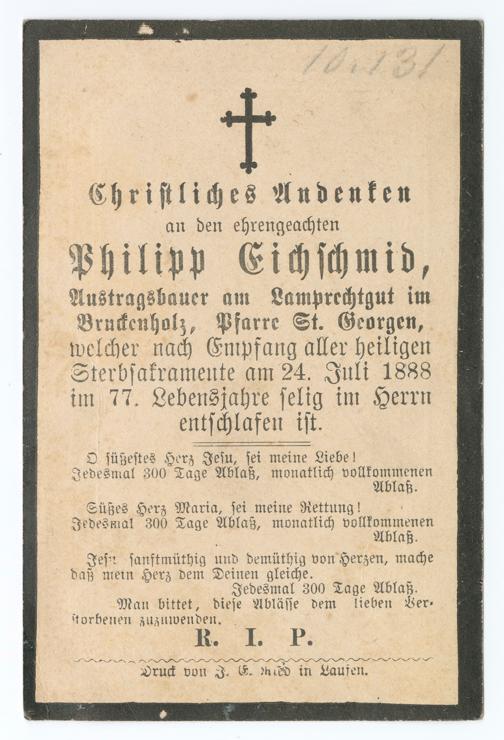 10.131
Christliches Andenken
an den ehrengeachten
Philipp Eichschmid,
Austragsbauer am Lamprechtgut im
Bruckenholz, Pfarre St. Georgen,
welcher nach Empfang aller heiligen
Sterbsakramente am 24. Juli 1888
im 77. Lebensjahre selig im Herrn
entschlafen ist.
O süßestes Herz Jesu, sei meine Liebe!
Jedesmal 300 Tage Ablaß, monatlich vollkommenen
Ablaß.
Süßes Herz Maria, sei meine Rettung!
Jedesmal 300 Tage Ablaß, monatlich vollkommenen
Ablaß.
Jesu sanftmüthig und demüthig von Herzen, mache
daß mein Herz dem Deinen gleiche.
Jedesmal 300 Tage Ablaß.
Man bittet, diese Ablässe dem lieben Ver-
storbenen zuzuwenden.
R. I. P.
Druck von J. E. in Laufen.